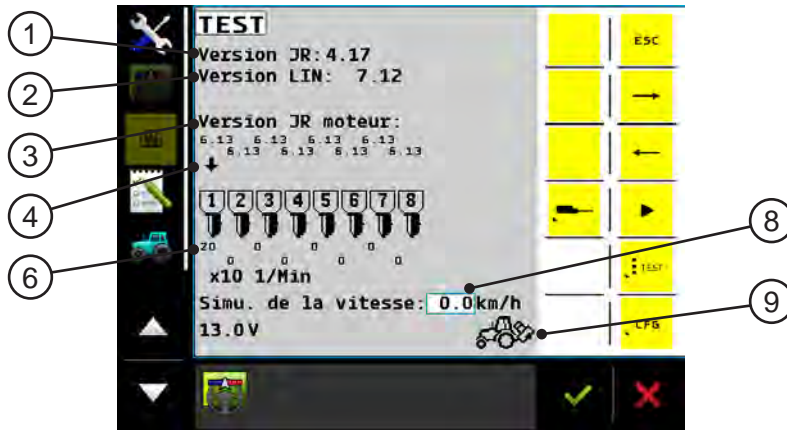 TEST
ESC
1
Version JR: 4.17
2
Version LIN: 7.12
3
Version JR moteur:
6.13 6.13 6.13 6.13
6.13 6.13 6.13 6.13
4
1 2 3 4 5 6 7 8
8
6
20 0 0 0
0 0 0 0
x10 1/Min
TEST
Simu. de la vitesse: 0.0 km/h
9
13.0V
CFG